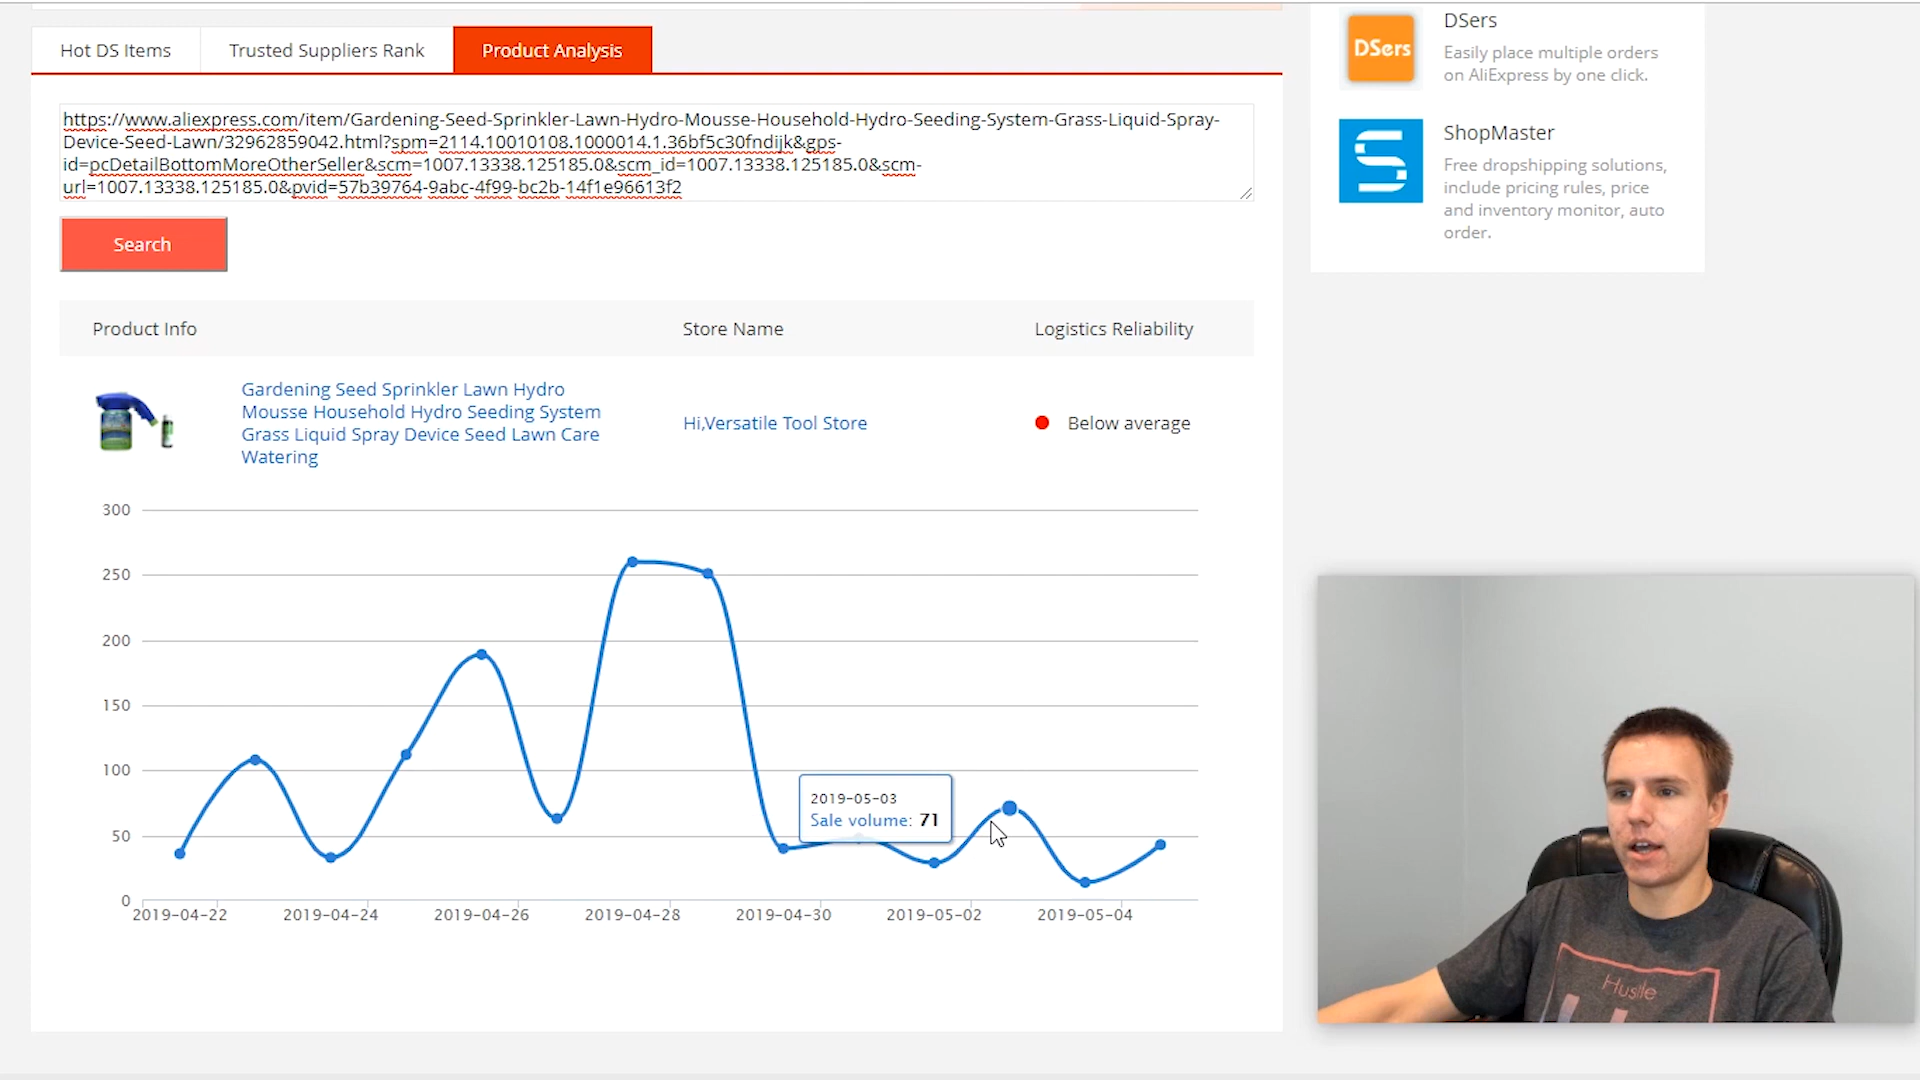 Hot DS Items
Trusted Suppliers Rank
Product Analysis
https://www.aliexpress.com/item/Gardening-Seed-Sprinkler-Lawn-Hydro-Mousse-Household-Hydro-Seeding-System-Grass-Liquid-Spray-
Device-Seed-Lawn/32962859042.html?spm=2114.10010108.1000014.1.36bf5c30fndijk&gps-
id=pcDetailBottomMoreOtherSeller&scm=1007.13338.125185.0&scm_id=1007.13338.125185.0&scm-
url=1007.13338.125185.0&pvid=57b39764-9abc-4f99-bc2b-14f1e96613f2
Search
Product Info
Store Name
Logistics Reliability
Gardening Seed Sprinkler Lawn Hydro
Mousse Household Hydro Seeding System
Grass Liquid Spray Device Seed Lawn Care
Watering
Hi,Versatile Tool Store
Below average
300
250
200
150
100
50
0
2019-05-03
Sale volume: 71
2019-04-22
2019-04-24
2019-04-26
2019-04-28
2019-04-30
2019-05-02
2019-05-04
DSers
DSers
Easily place multiple orders
on AliExpress by one click.
ShopMaster
Free dropshipping solutions,
include pricing rules, price
and inventory monitor, auto
order.
Hustle